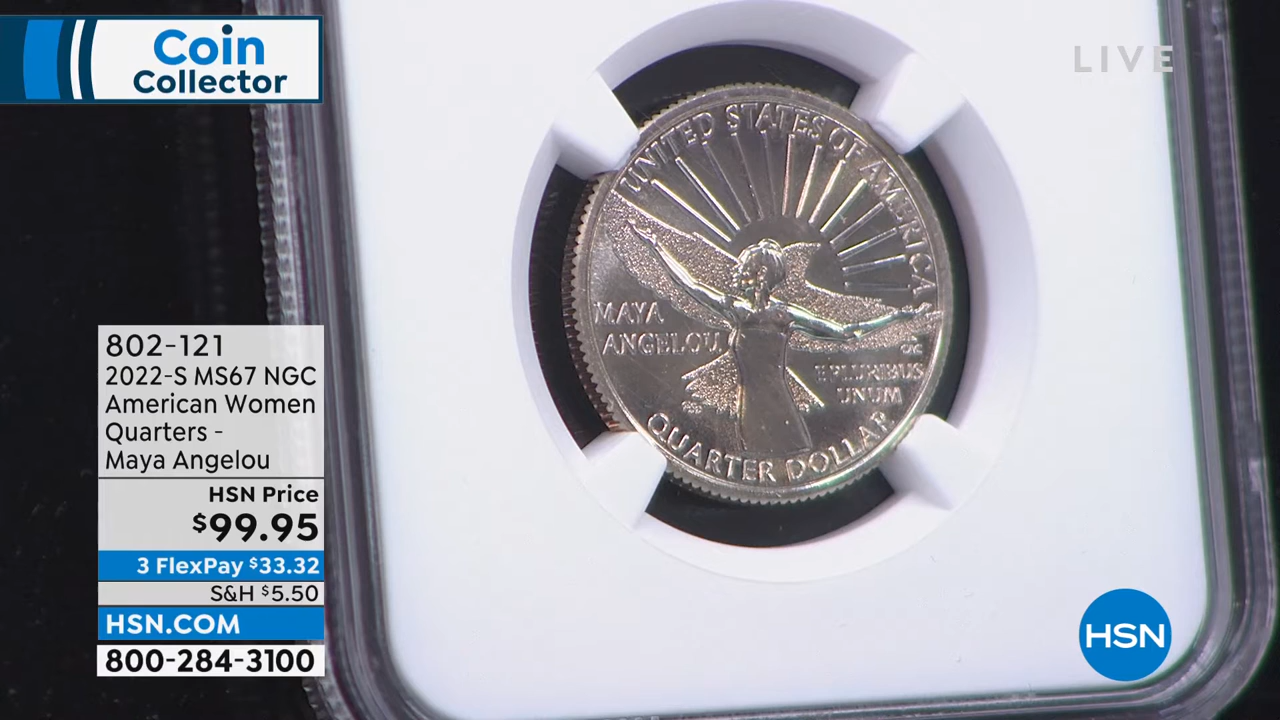 Coin
Collector
LIVE
802-121
2022-S MS67 NGC
American Women
Quarters -
Maya Angelou
HSN Price
$99.95
3 FlexPay $33.32
S&H $5.50
HSN.COM
800-284-3100
UNITED STATES OF AMERICA
MAYA
ANGELOU
E PLURIBUS
UNUM
QUARTER DOLLAR
HSN